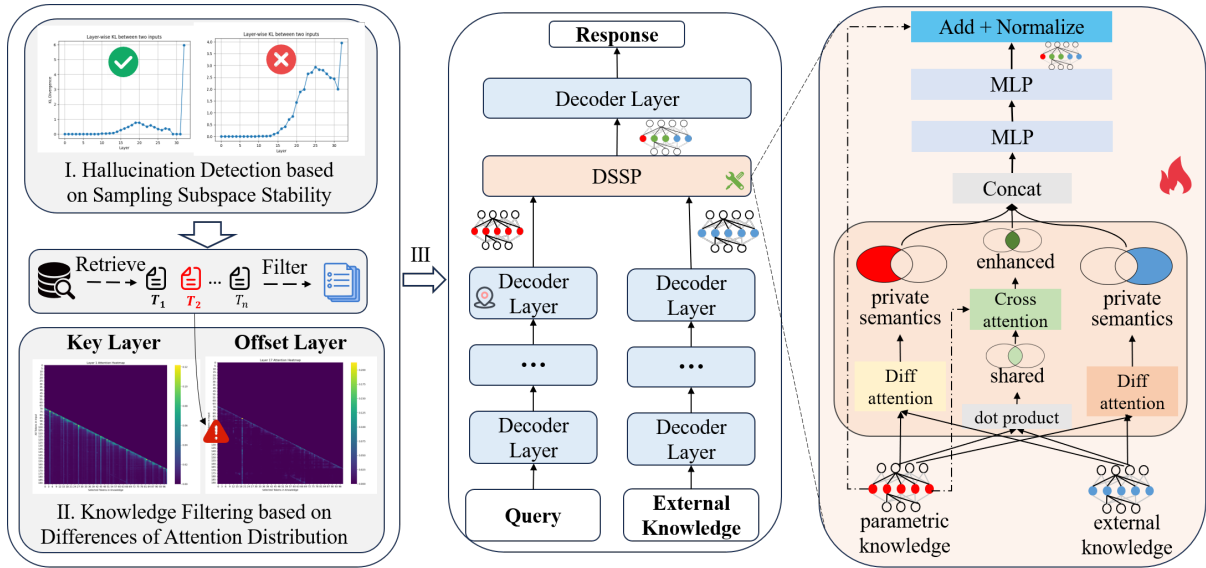 Layer-wise KL between two inputs
Layer-wise KL between two inputs
KL Divergence
Layer
Layer
I. Hallucination Detection based
on Sampling Subspace Stability
Retrieve
Filter
T1
T2
...
Tn
Key Layer
Offset Layer
II. Knowledge Filtering based on
Differences of Attention Distribution
III
Response
Decoder Layer
DSSP
Decoder
Layer
Decoder
Layer
...
...
Decoder
Layer
Decoder
Layer
Query
External
Knowledge
Add + Normalize
MLP
MLP
Concat
enhanced
private
semantics
Cross
attention
private
semantics
shared
Diff
attention
Diff
attention
dot product
parametric
knowledge
external
knowledge